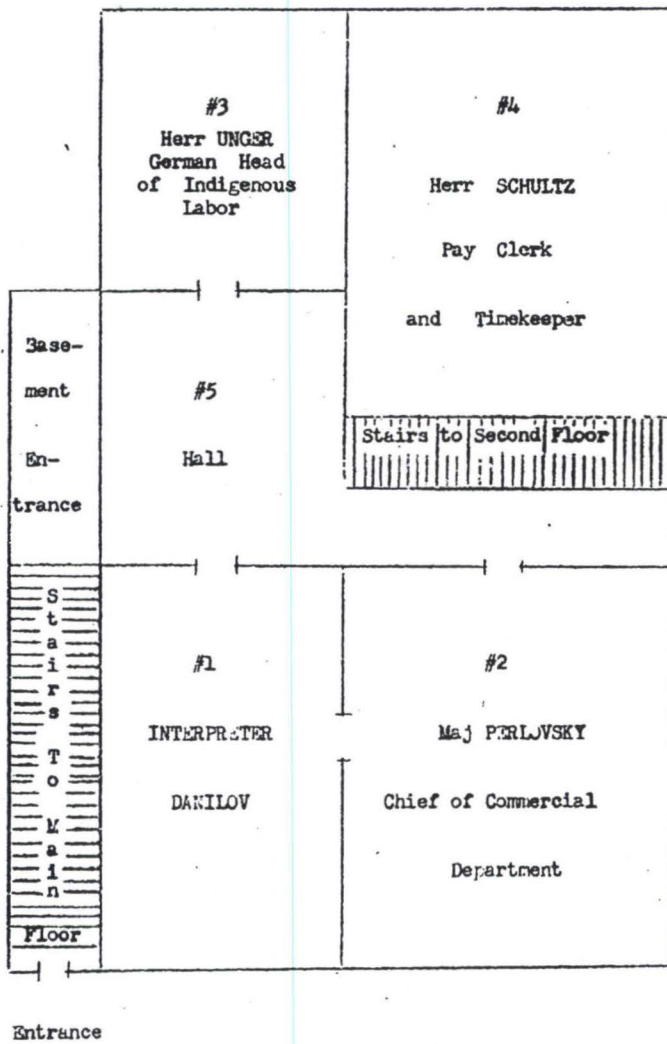 #3
Herr UNGER
German Head
of Indigenous
Labor
#4
Herr SCHULTZ
Pay Clerk
and Timekeeper
Base-
ment
En-
trance
#5
Hall
Stairs to Second Floor
Stairs To Main
Floor
#1
INTERPRETER
DANILOV
#2
Maj PERLOVSKY
Chief of Commercial
Department
Entrance